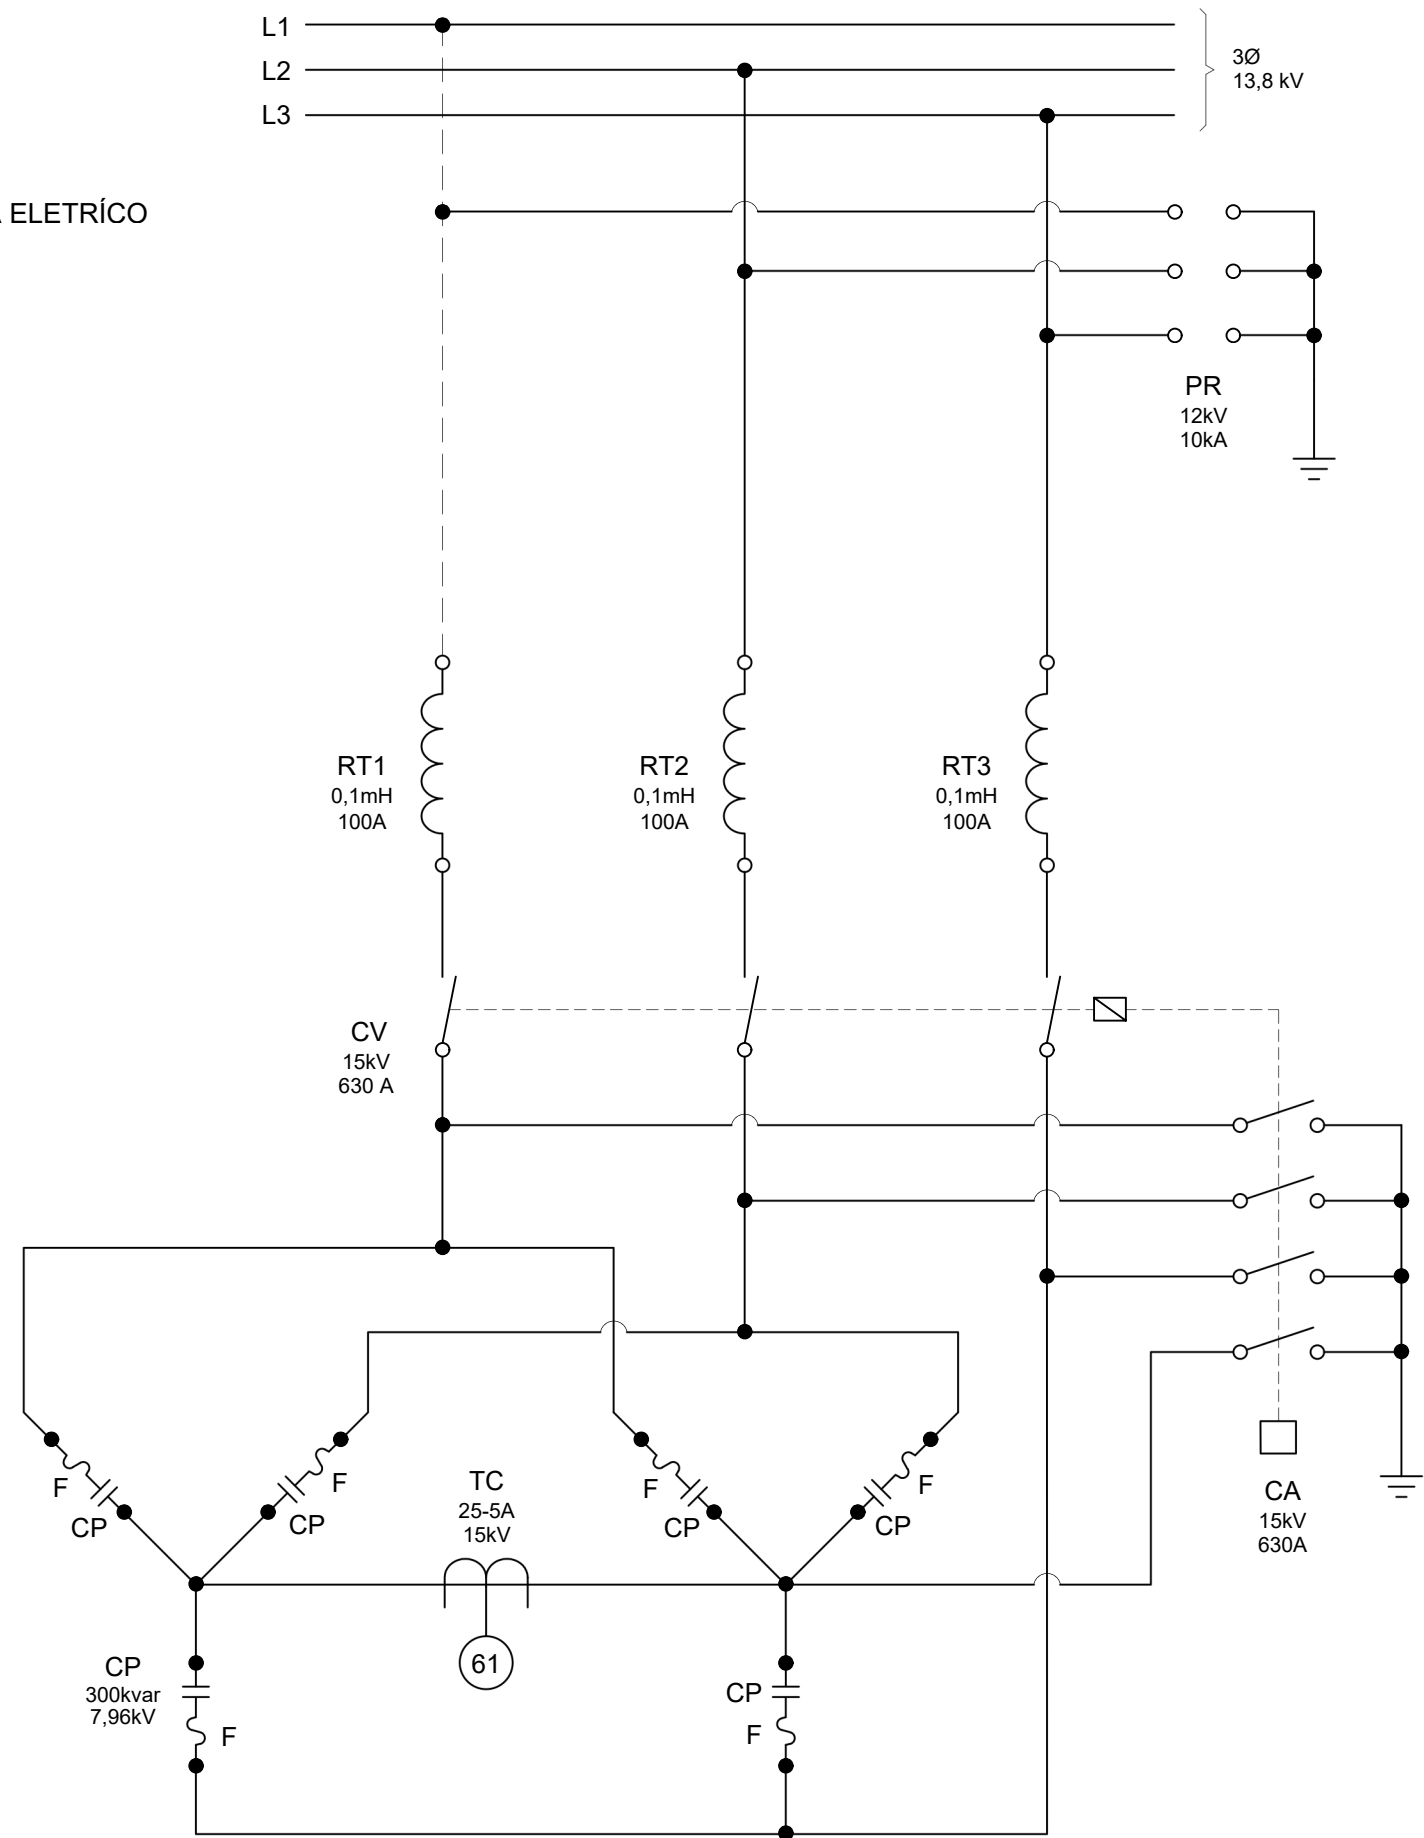 L1
L2
L3
3Ø
13,8 kV
A ELETRÍCO
PR
12kV
10kA
RT1
0,1mH
100A
RT2
0,1mH
100A
RT3
0,1mH
100A
CV
15kV
630 A
F
CP
F
CP
TC
25-5A
15kV
F
CP
F
CP
CA
15kV
630A
61
CP
300kvar
7,96kV
F
CP
F